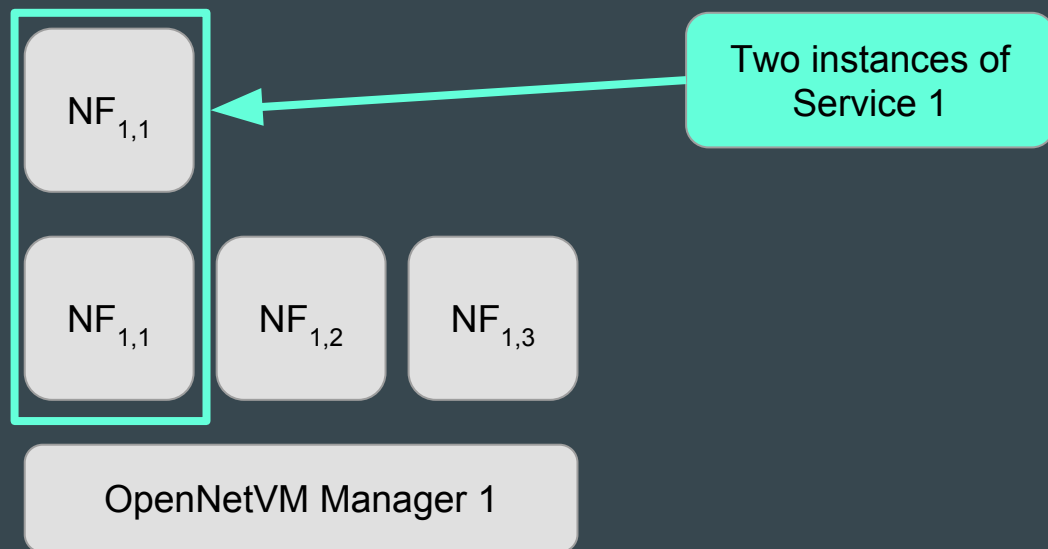 NF1,1
Two instances of
Service 1
NF1,1
NF1,2
NF1,3
OpenNetVM Manager 1